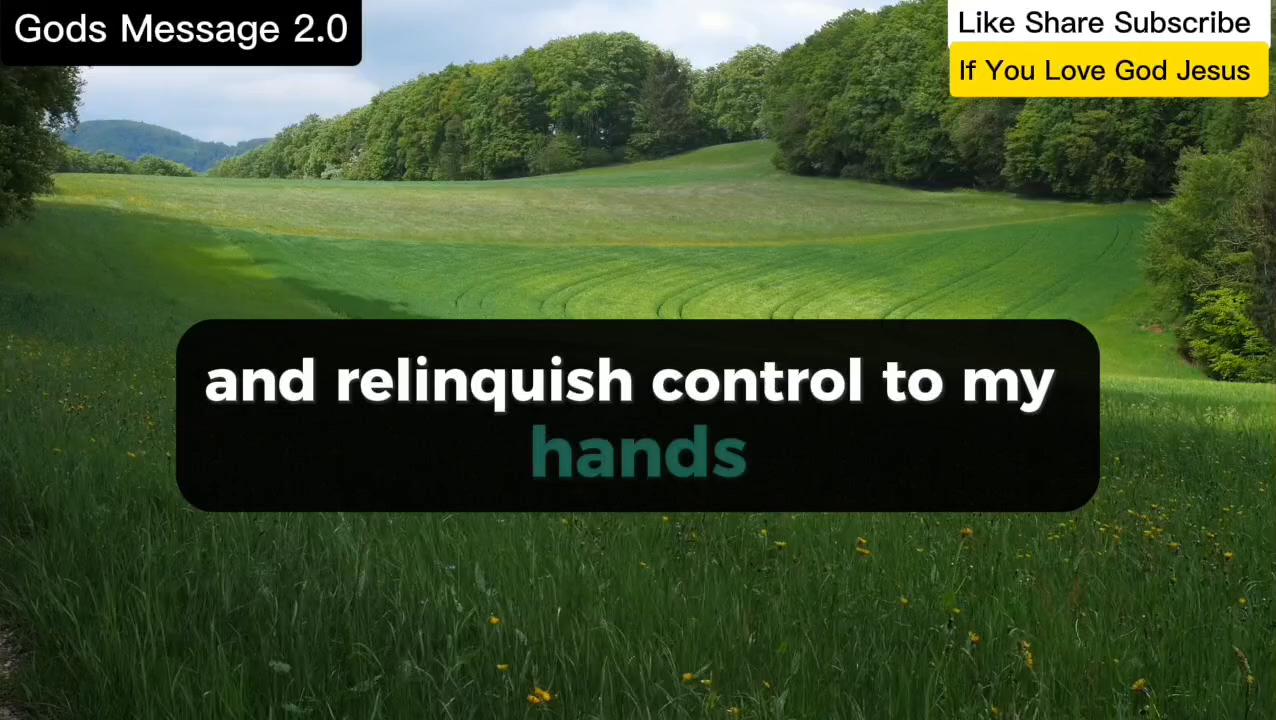 Gods Message 2.0
Like Share Subscribe
If You Love God Jesus
and relinquish control to my
hands